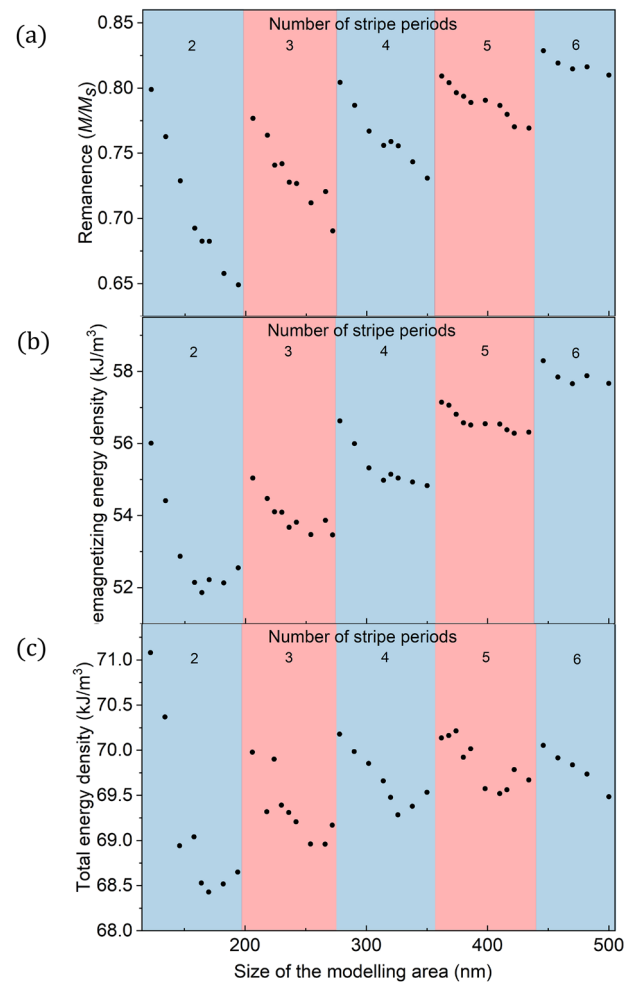 (a)
Number of stripe periods
2 3 4 5 6
0.85
0.80
0.75
0.70
0.65
Remanence (M/MS)
(b)
Number of stripe periods
2 3 4 5 6
58
56
54
52
emagnetizing energy density (kJ/m³)
(c)
Number of stripe periods
2 3 4 5 6
71.0
70.5
70.0
69.5
69.0
68.5
68.0
Total energy density (kJ/m³)
200 300 400 500
Size of the modelling area (nm)